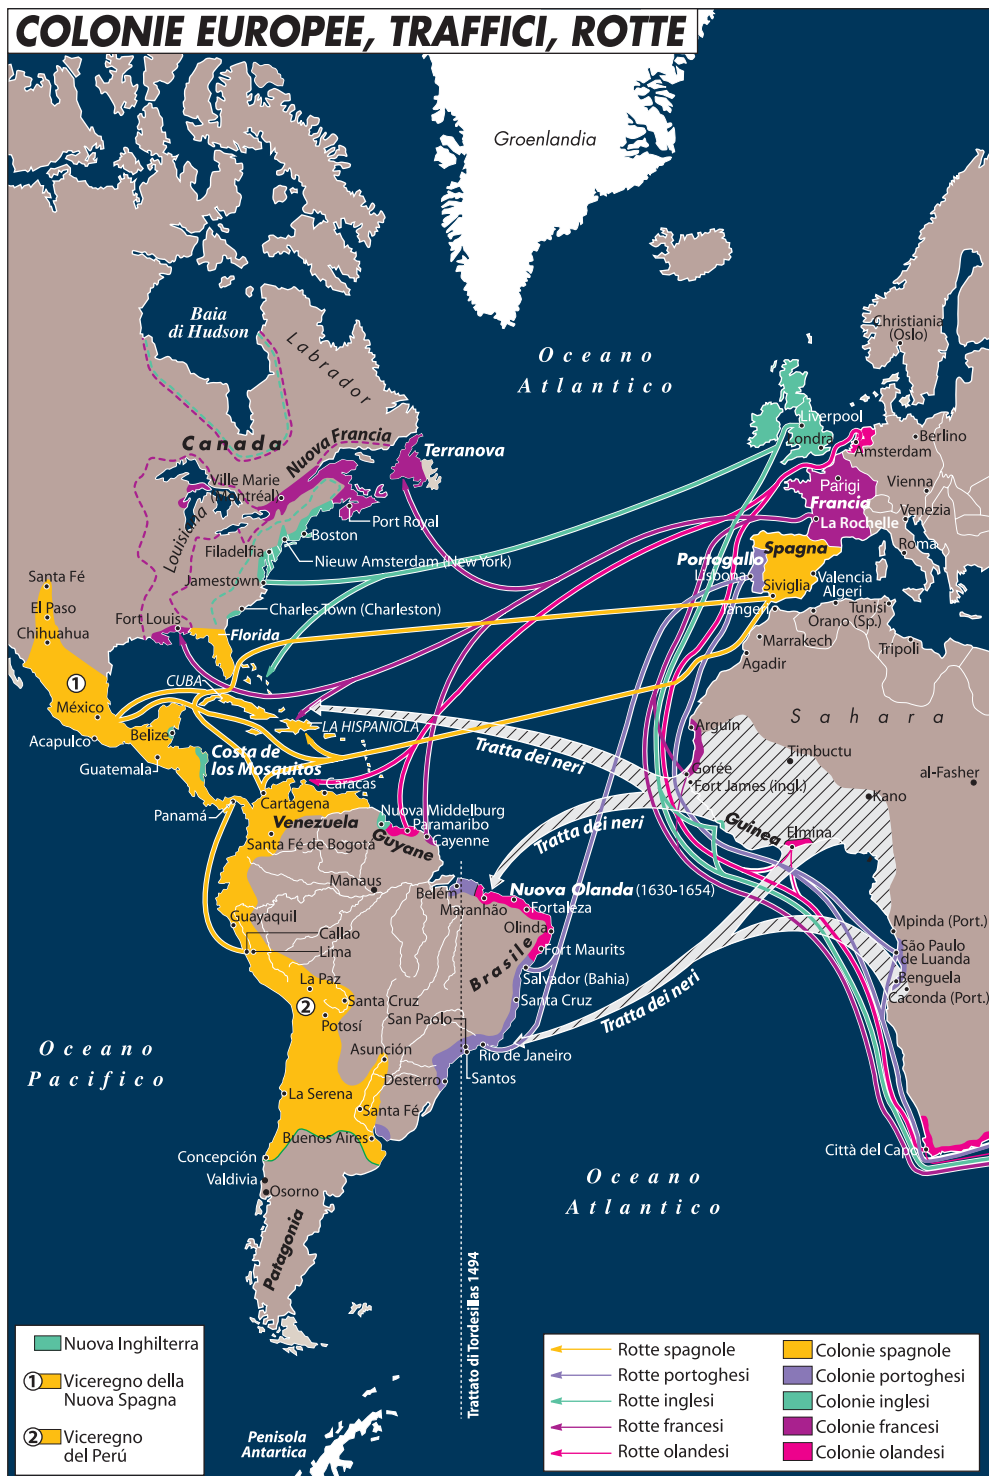 COLONIE EUROPEE, TRAFFICI, ROTTE
Groenlandia
Baia
di Hudson
Labrador
Oceano
Atlantico
Christiania
(Oslo)
Canada
Nuova Francia
Terranova
Liverpool
Londra
Amsterdam
Berlino
Ville Marie
(Montréal)
Parigi
Francia
La Rochelle
Vienna
Venezia
Roma
Louisiana
Port Royal
Boston
Filadelfia
Nieuw Amsterdam (New York)
Jamestown
Charles Town (Charleston)
Portogallo
Lisbona
Spagna
Siviglia
Valencia
Algeri
Tangeri
Tunisi
Orano (Sp.)
Marrakech
Tripoli
Agadir
Santa Fé
El Paso
Chihuahua
Fort Louis
Florida
1
México
Acapulco
CUBA
LA HISPANIOLA
Belize
Guatemala
Costa de
los Mosquitos
Panamá
Cartagena
Caracas
Venezuela
Santa Fé de Bogotá
Nuova Middelburg
Paramaribo
Cayenne
Guyane
Tratta dei neri
Sahara
Arguin
Timbuctu
Gorée
Fort James (ingl.)
al-Fasher
Kano
Guinea
Elmina
Tratta dei neri
Manaus
Belém
Maranhão
Nuova Olanda (1630-1654)
Fortaleza
Olinda
Fort Maurits
Brasile
Salvador (Bahia)
Santa Cruz
Guayaquil
Callao
Lima
La Paz
2
Santa Cruz
Potosí
San Paolo
Asunción
Rio de Janeiro
Santos
Desterro
Tratta dei neri
Mpinda (Port.)
São Paulo
de Luanda
Benguela
Caconda (Port.)
Oceano
Pacifico
La Serena
Santa Fé
Buenos Aires
Concepción
Valdivia
Osorno
Patagonia
Città del Capo
Oceano
Atlantico
Trattato di Tordesillas 1494
Penisola
Antartica
Nuova Inghilterra
1 Viceregno della
Nuova Spagna
2 Viceregno
del Perú
Rotte spagnole
Rotte portoghesi
Rotte inglesi
Rotte francesi
Rotte olandesi
Colonie spagnole
Colonie portoghesi
Colonie inglesi
Colonie francesi
Colonie olandesi